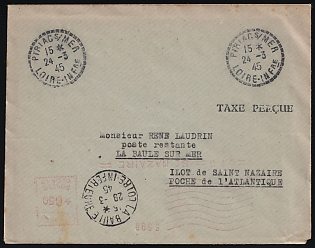 PIRIAC S/MER
15 *
24 -3
45
LOIRE-INFRE
PIRIAC S/MER
15 *
24 -3
45
LOIRE-INFRE
TAXE PERÇUE
Monsieur RENE LAUDRIN
poste restante
LA BAULE SUR MER
ILOT de SAINT NAZAIRE
POCHE de l'ATLANTIQUE
LA BAULE
15 *
29 -3
45
LOIRE INFERIEURE